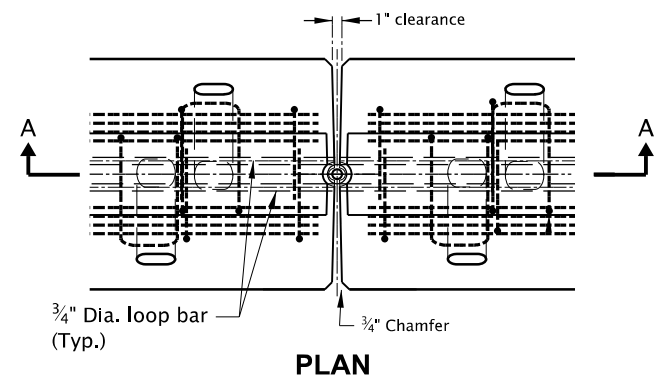 1" clearance
A
A
¾" Dia. loop bar
(Typ.)
¾" Chamfer
PLAN